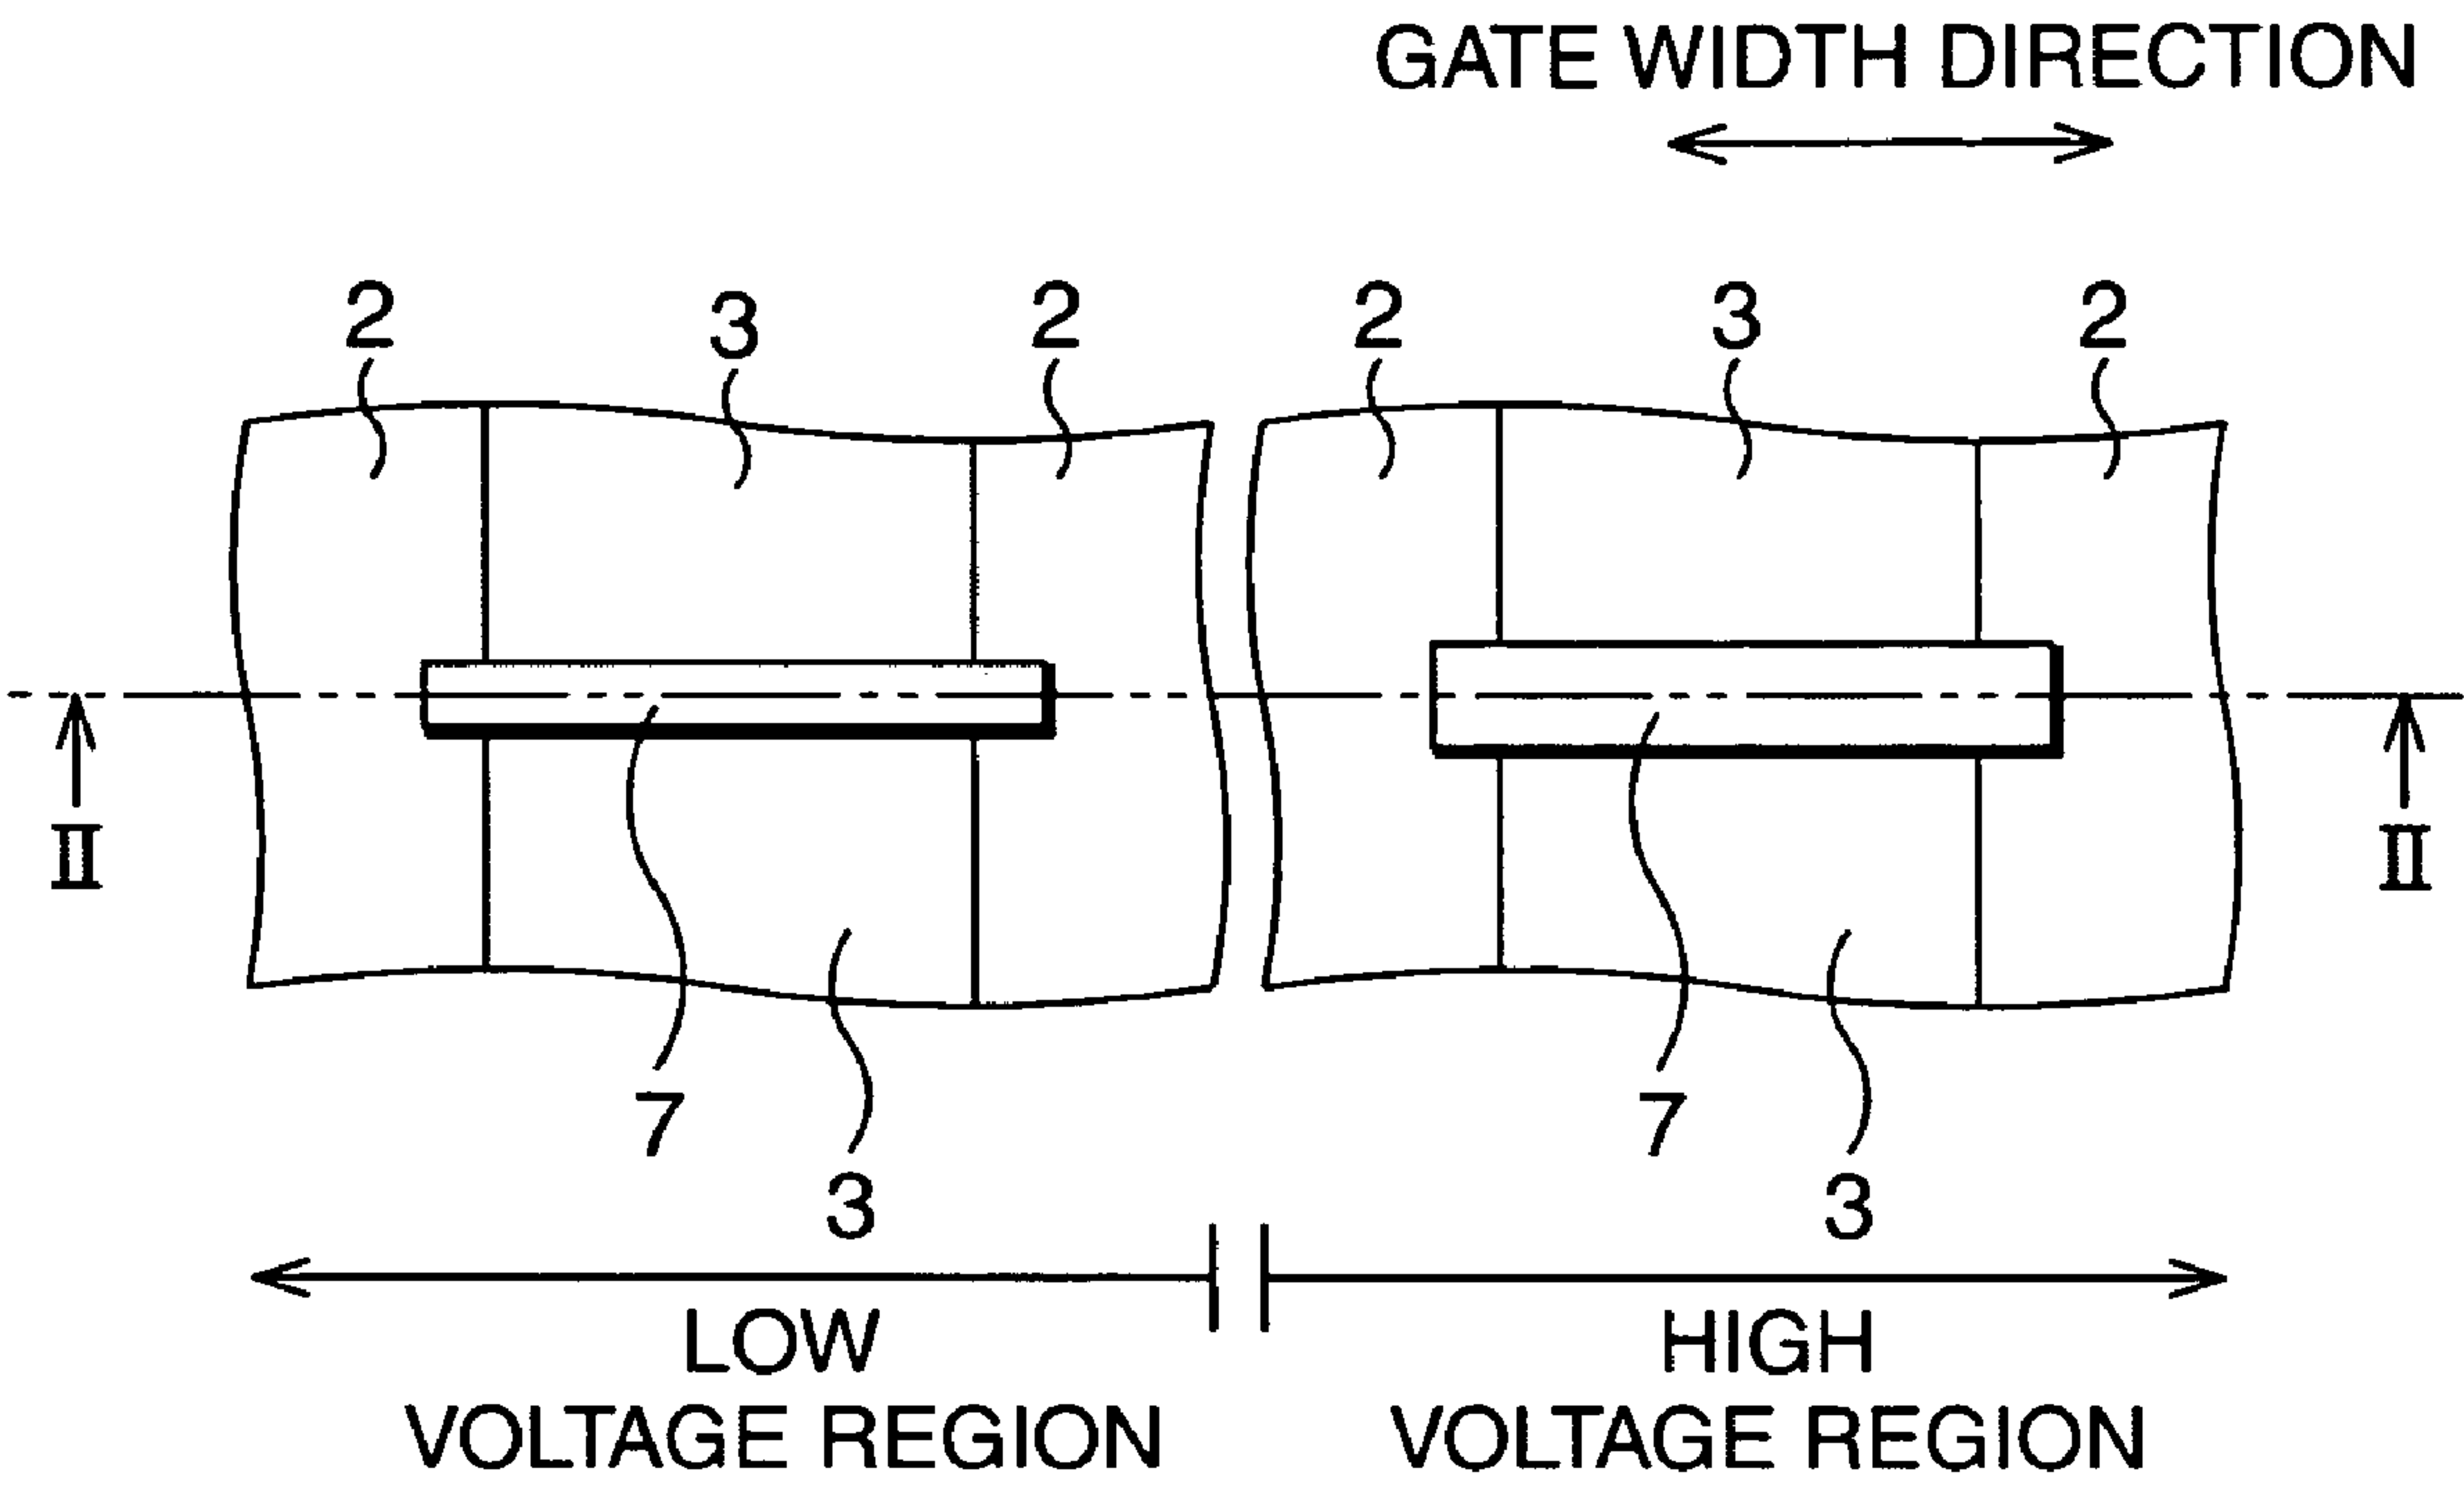 GATE WIDTH DIRECTION
2 3 2 2 3 2
II II
7 7
3 3
LOW HIGH
VOLTAGE REGION VOLTAGE REGION